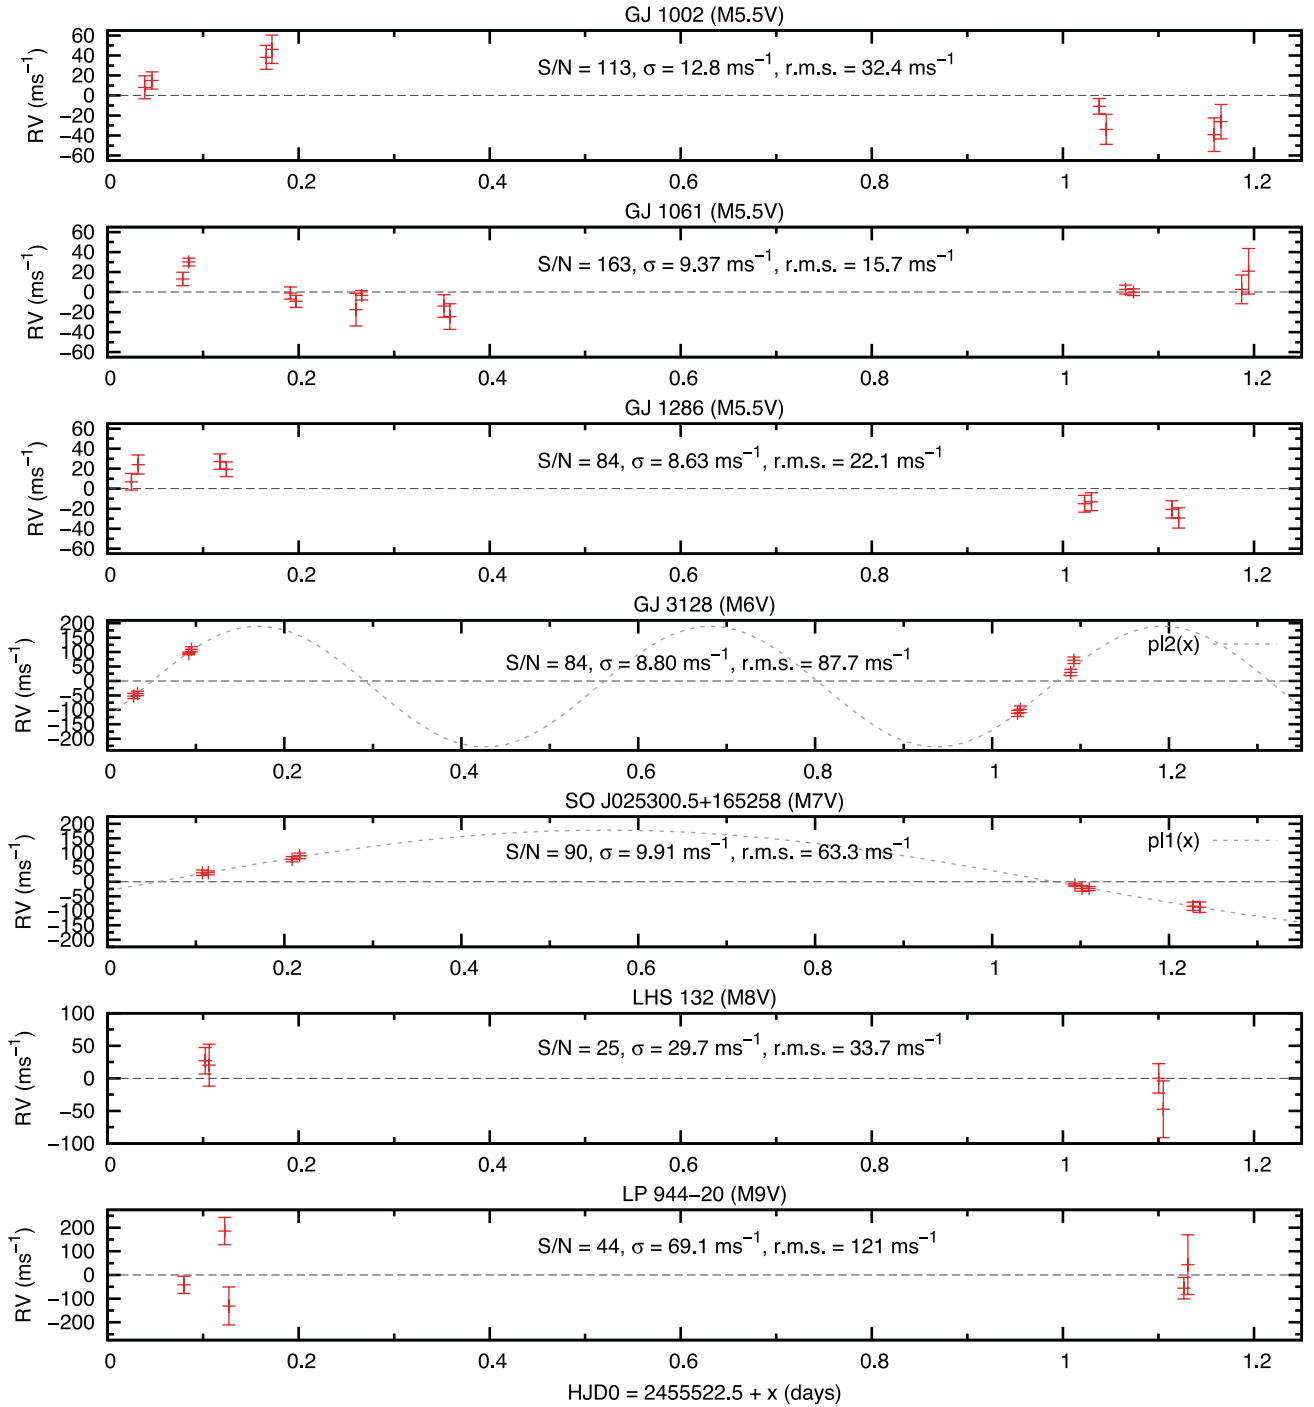 GJ 1002 (M5.5V)
S/N = 113, σ = 12.8 ms−1, r.m.s. = 32.4 ms−1
RV (ms−1)
60
40
20
0
−20
−40
−60
0 0.2 0.4 0.6 0.8 1 1.2
GJ 1061 (M5.5V)
S/N = 163, σ = 9.37 ms−1, r.m.s. = 15.7 ms−1
RV (ms−1)
60
40
20
0
−20
−40
−60
0 0.2 0.4 0.6 0.8 1 1.2
GJ 1286 (M5.5V)
S/N = 84, σ = 8.63 ms−1, r.m.s. = 22.1 ms−1
RV (ms−1)
60
40
20
0
−20
−40
−60
0 0.2 0.4 0.6 0.8 1 1.2
GJ 3128 (M6V)
pl2(x)
S/N = 84, σ = 8.80 ms−1, r.m.s. = 87.7 ms−1
RV (ms−1)
200
150
100
50
0
−50
−100
−150
−200
0 0.2 0.4 0.6 0.8 1 1.2
SO J025300.5+165258 (M7V)
pl1(x)
S/N = 90, σ = 9.91 ms−1, r.m.s. = 63.3 ms−1
RV (ms−1)
200
150
100
50
0
−50
−100
−150
−200
0 0.2 0.4 0.6 0.8 1 1.2
LHS 132 (M8V)
S/N = 25, σ = 29.7 ms−1, r.m.s. = 33.7 ms−1
RV (ms−1)
100
50
0
−50
−100
0 0.2 0.4 0.6 0.8 1 1.2
LP 944−20 (M9V)
S/N = 44, σ = 69.1 ms−1, r.m.s. = 121 ms−1
RV (ms−1)
200
100
0
−100
−200
0 0.2 0.4 0.6 0.8 1 1.2
HJD0 = 2455522.5 + x (days)